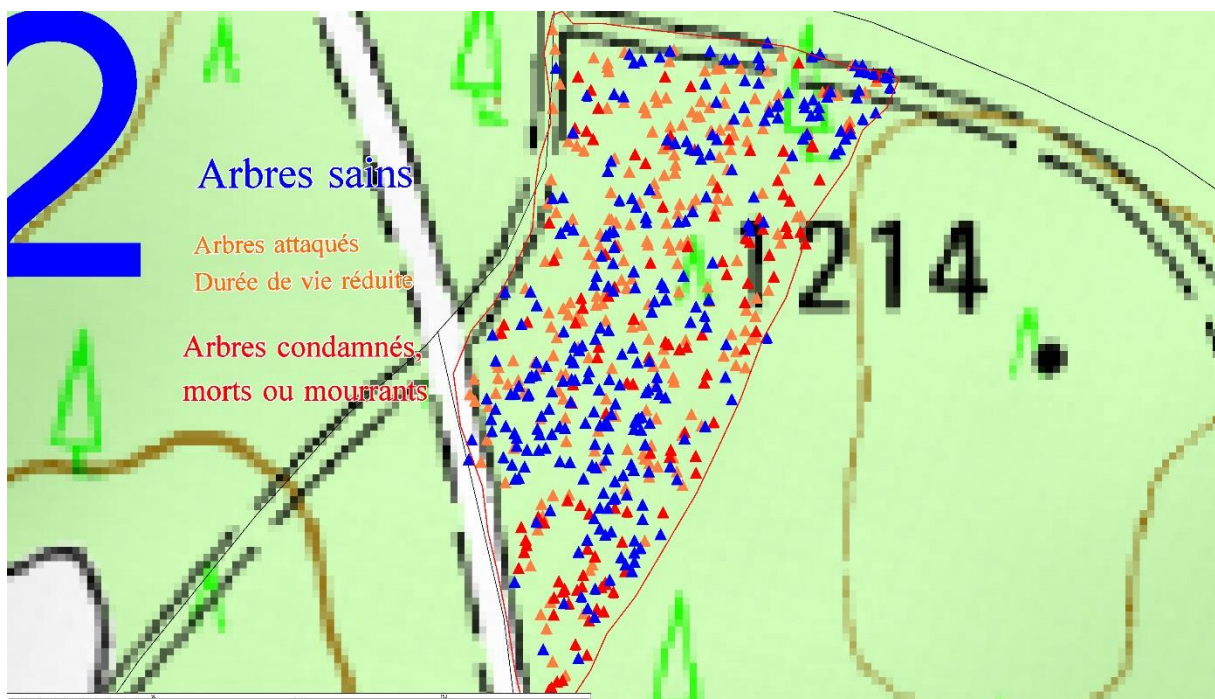 2
Arbres sains
Arbres attaqués
Durée de vie réduite
Arbres condamnés,
morts ou mourrants
1214